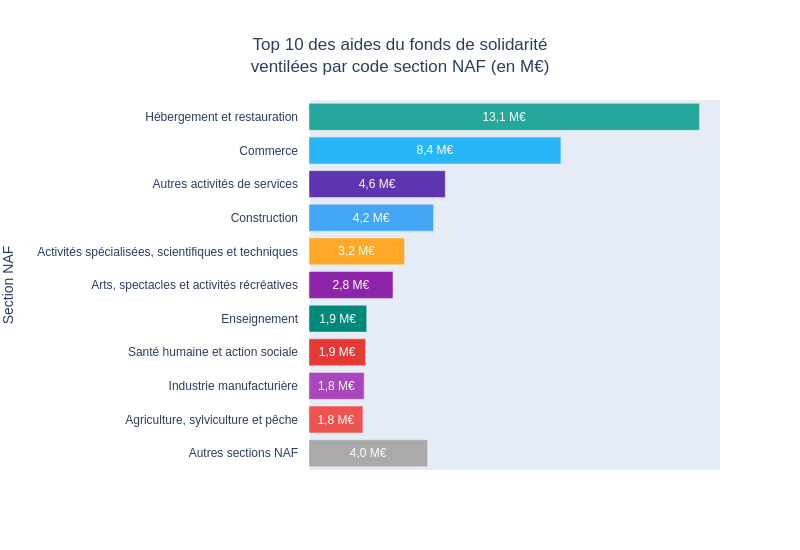 Top 10 des aides du fonds de solidarité
ventilées par code section NAF (en M€)
Section NAF
Hébergement et restauration 13,1 M€
Commerce 8,4 M€
Autres activités de services 4,6 M€
Construction 4,2 M€
Activités spécialisées, scientifiques et techniques 3,2 M€
Arts, spectacles et activités récréatives 2,8 M€
Enseignement 1,9 M€
Santé humaine et action sociale 1,9 M€
Industrie manufacturière 1,8 M€
Agriculture, sylviculture et pêche 1,8 M€
Autres sections NAF 4,0 M€